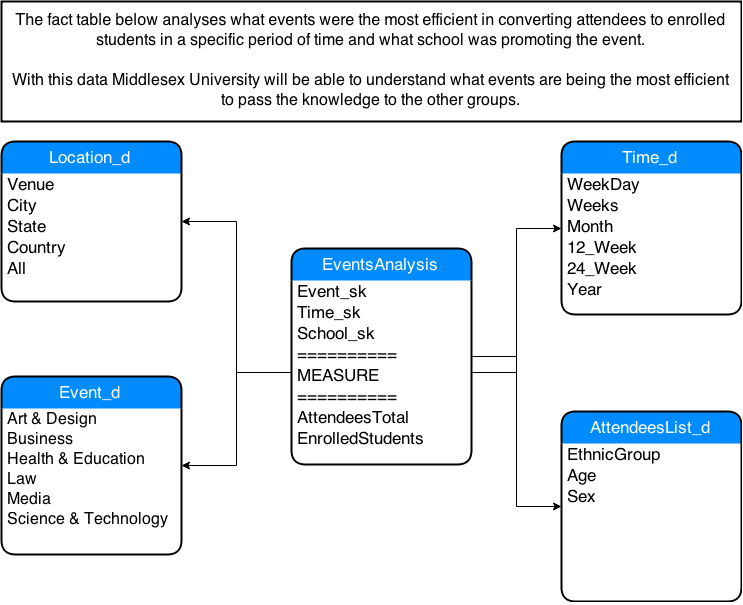 The fact table below analyses what events were the most efficient in converting attendees to enrolled
students in a specific period of time and what school was promoting the event.
With this data Middlesex University will be able to understand what events are being the most efficient
to pass the knowledge to the other groups.
Location_d
Venue
City
State
Country
All
Time_d
WeekDay
Weeks
Month
12_Week
24_Week
Year
EventsAnalysis
Event_sk
Time_sk
School_sk
==========
MEASURE
==========
AttendeesTotal
EnrolledStudents
Event_d
Art & Design
Business
Health & Education
Law
Media
Science & Technology
AttendeesList_d
EthnicGroup
Age
Sex